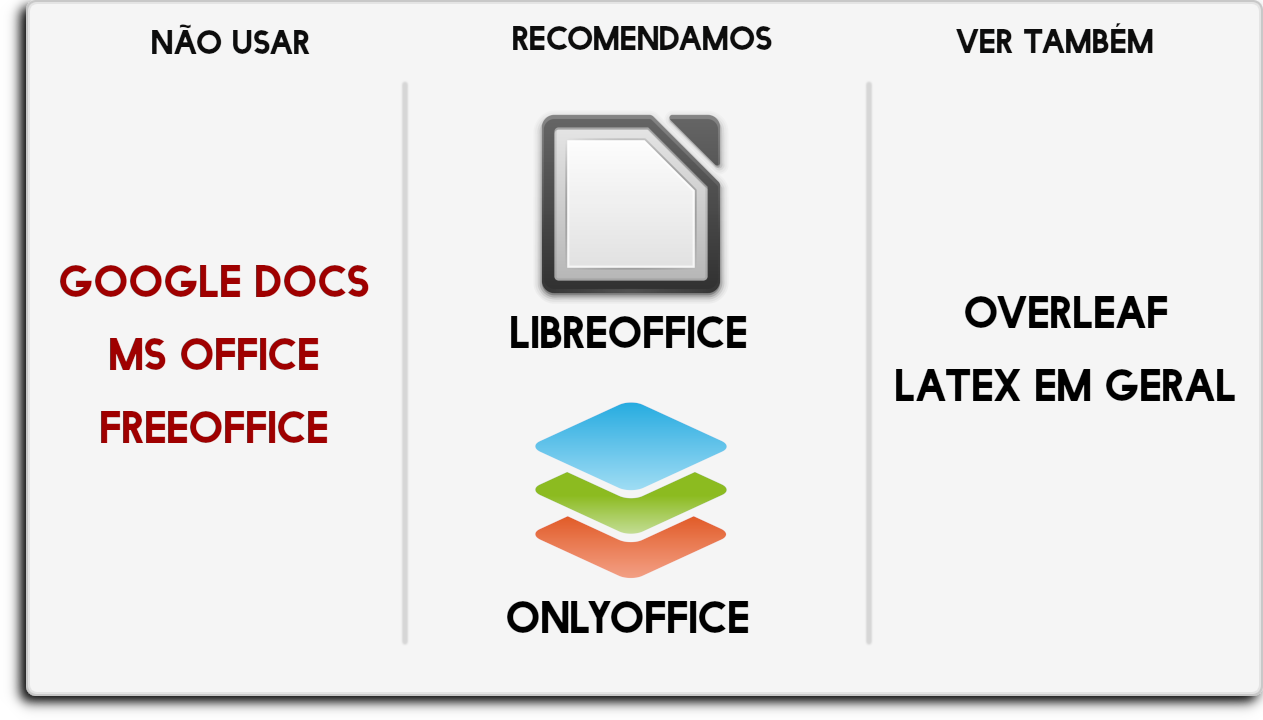 NÃO USAR
GOOGLE DOCS
MS OFFICE
FREEOFFICE
RECOMENDAMOS
LIBREOFFICE
ONLYOFFICE
VER TAMBÉM
OVERLEAF
LATEX EM GERAL